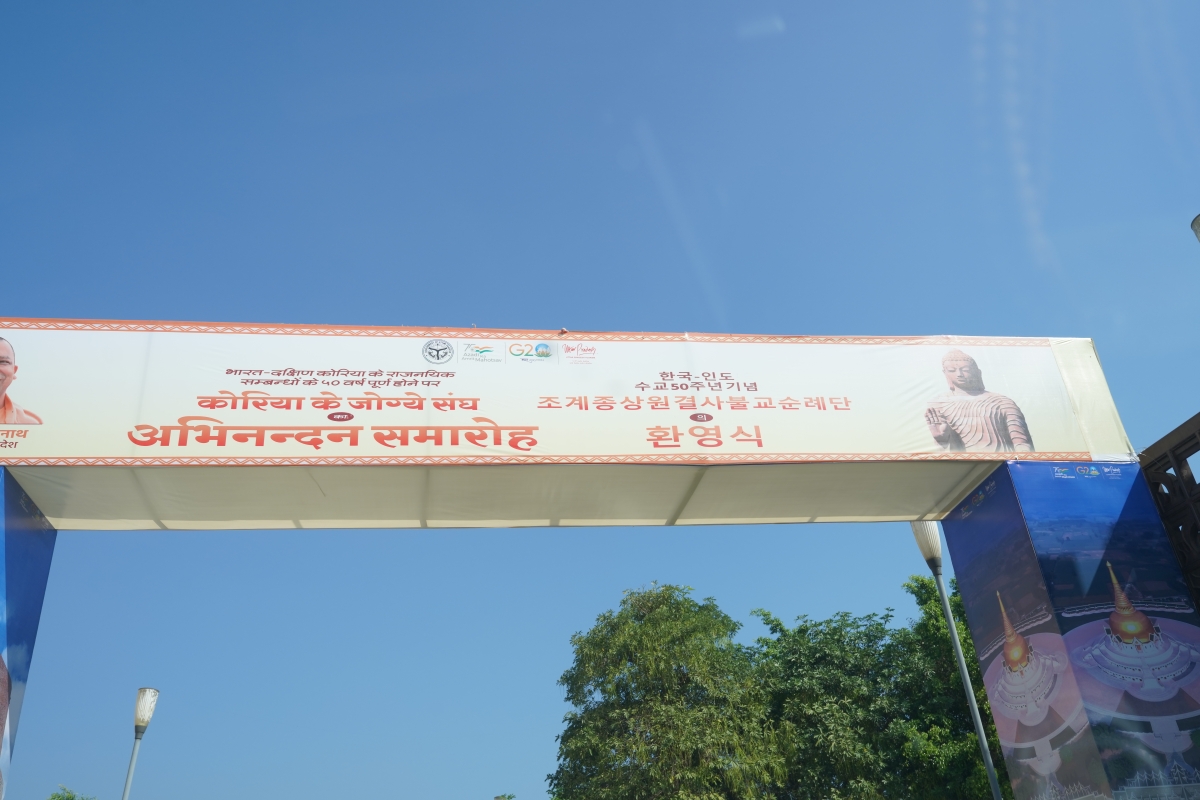 नाथ
देश
G20
भारत-दक्षिण कोरिया के राजनयिक
सम्बन्धों के ५० वर्ष पूर्ण होने पर
कोरिया के जोग्ये संघ
का
अभिनन्दन समारोह
한국-인도
수교50주년기념
조계종상원결사불교순례단
의
환영식